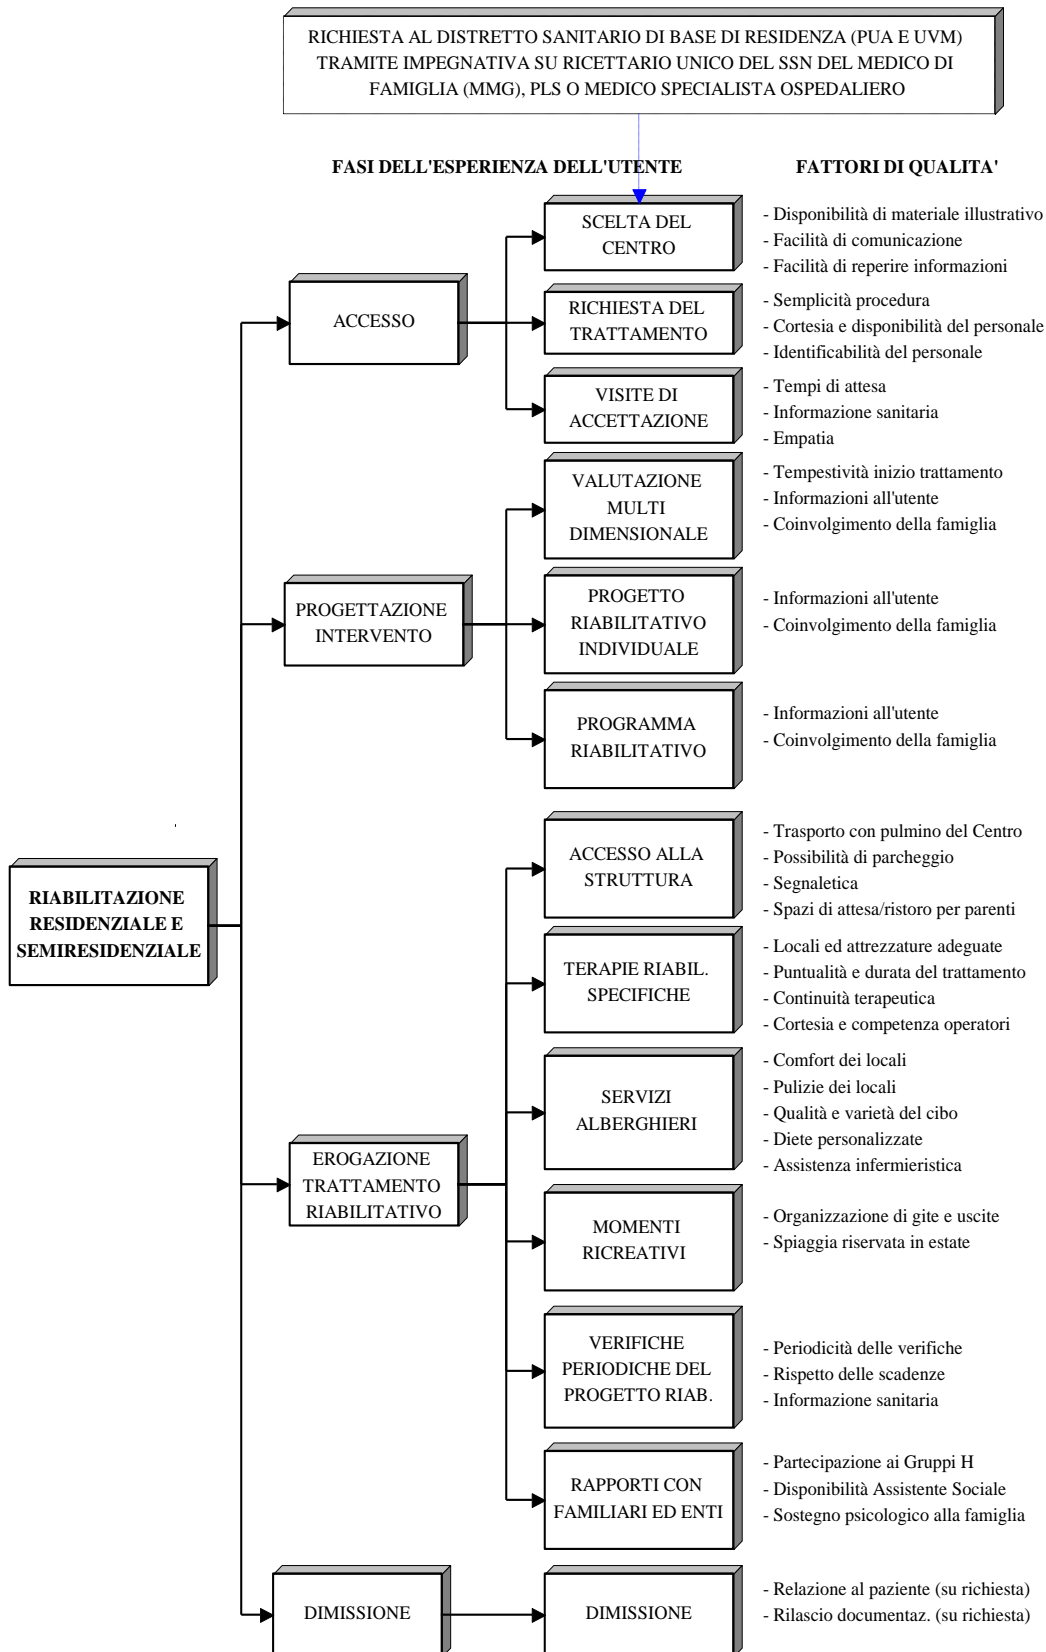 RICHIESTA AL DISTRETTO SANITARIO DI BASE DI RESIDENZA (PUA E UVM)
TRAMITE IMPEGNATIVA SU RICETTARIO UNICO DEL SSN DEL MEDICO DI
FAMIGLIA (MMG), PLS O MEDICO SPECIALISTA OSPEDALIERO
FASI DELL'ESPERIENZA DELL'UTENTE
FATTORI DI QUALITA'
RIABILITAZIONE
RESIDENZIALE E
SEMIRESIDENZIALE
ACCESSO
SCELTA DEL
CENTRO
- Disponibilità di materiale illustrativo
- Facilità di comunicazione
- Facilità di reperire informazioni
RICHIESTA DEL
TRATTAMENTO
- Semplicità procedura
- Cortesia e disponibilità del personale
- Identificabilità del personale
VISITE DI
ACCETTAZIONE
- Tempi di attesa
- Informazione sanitaria
- Empatia
PROGETTAZIONE
INTERVENTO
VALUTAZIONE
MULTI
DIMENSIONALE
- Tempestività inizio trattamento
- Informazioni all'utente
- Coinvolgimento della famiglia
PROGETTO
RIABILITATIVO
INDIVIDUALE
- Informazioni all'utente
- Coinvolgimento della famiglia
PROGRAMMA
RIABILITATIVO
- Informazioni all'utente
- Coinvolgimento della famiglia
EROGAZIONE
TRATTAMENTO
RIABILITATIVO
ACCESSO ALLA
STRUTTURA
- Trasporto con pulmino del Centro
- Possibilità di parcheggio
- Segnaletica
- Spazi di attesa/ristoro per parenti
TERAPIE RIABIL.
SPECIFICHE
- Locali ed attrezzature adeguate
- Puntualità e durata del trattamento
- Continuità terapeutica
- Cortesia e competenza operatori
SERVIZI
ALBERGHIERI
- Comfort dei locali
- Pulizie dei locali
- Qualità e varietà del cibo
- Diete personalizzate
- Assistenza infermieristica
MOMENTI
RICREATIVI
- Organizzazione di gite e uscite
- Spiaggia riservata in estate
VERIFICHE
PERIODICHE DEL
PROGETTO RIAB.
- Periodicità delle verifiche
- Rispetto delle scadenze
- Informazione sanitaria
RAPPORTI CON
FAMILIARI ED ENTI
- Partecipazione ai Gruppi H
- Disponibilità Assistente Sociale
- Sostegno psicologico alla famiglia
DIMISSIONE
DIMISSIONE
- Relazione al paziente (su richiesta)
- Rilascio documentaz. (su richiesta)